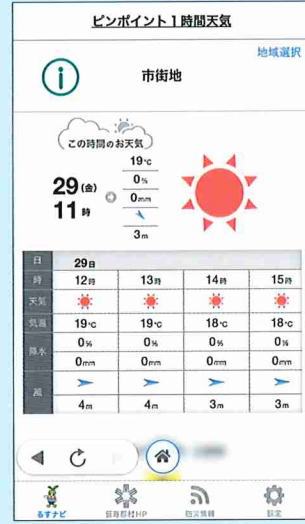 ピンポイント1時間天気
地域選択
市街地
この時間のお天気
29(金)
11時
19℃
0%
0mm
3m
日 29日
時 12時 13時 14時 15時
天気
気温 19℃ 19℃ 18℃ 18℃
降水 0% 0% 0% 0%
0mm 0mm 0mm 0mm
風
4m 4m 3m 3m
るすナビ 防災情報 設定